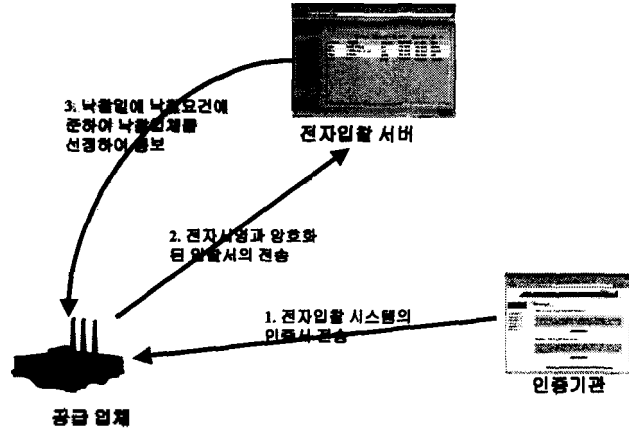 3. 낙찰일에 낙찰요건에
준하여 낙찰업체를
선정하여 통보
전자입찰 서버
2. 전자서명과 암호화
된 입찰서의 전송
1. 전자입찰 시스템의
인증서 전송
인증기관
공급 업체